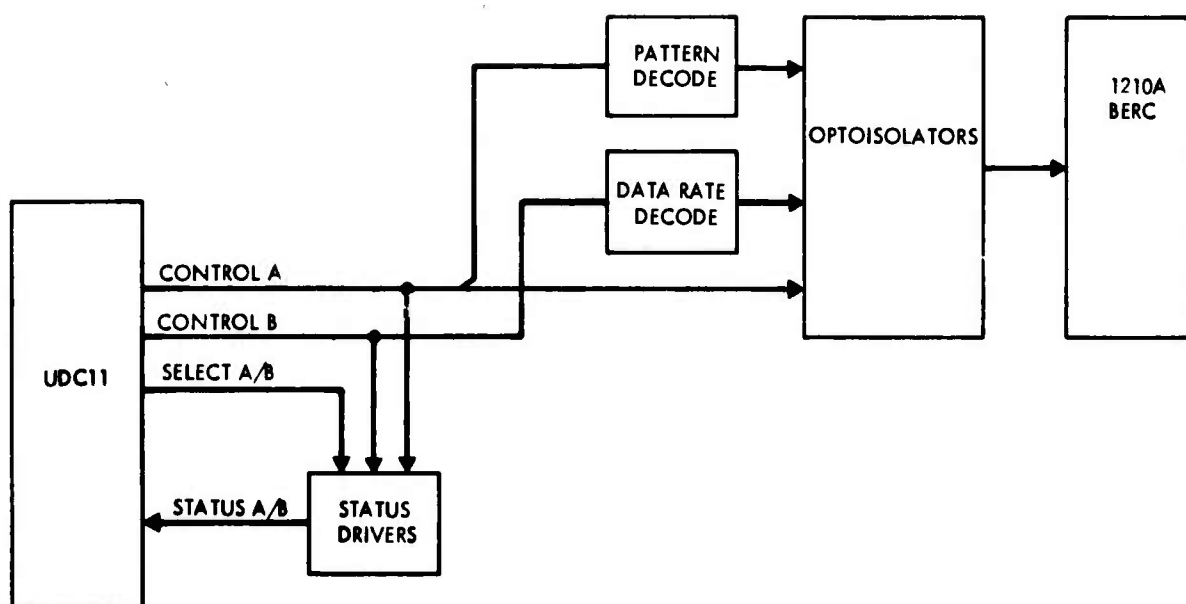 PATTERN
DECODE
1210A
BERC
OPTOISOLATORS
DATA RATE
DECODE
CONTROL A
CONTROL B
SELECT A/B
UDC11
STATUS A/B
STATUS
DRIVERS